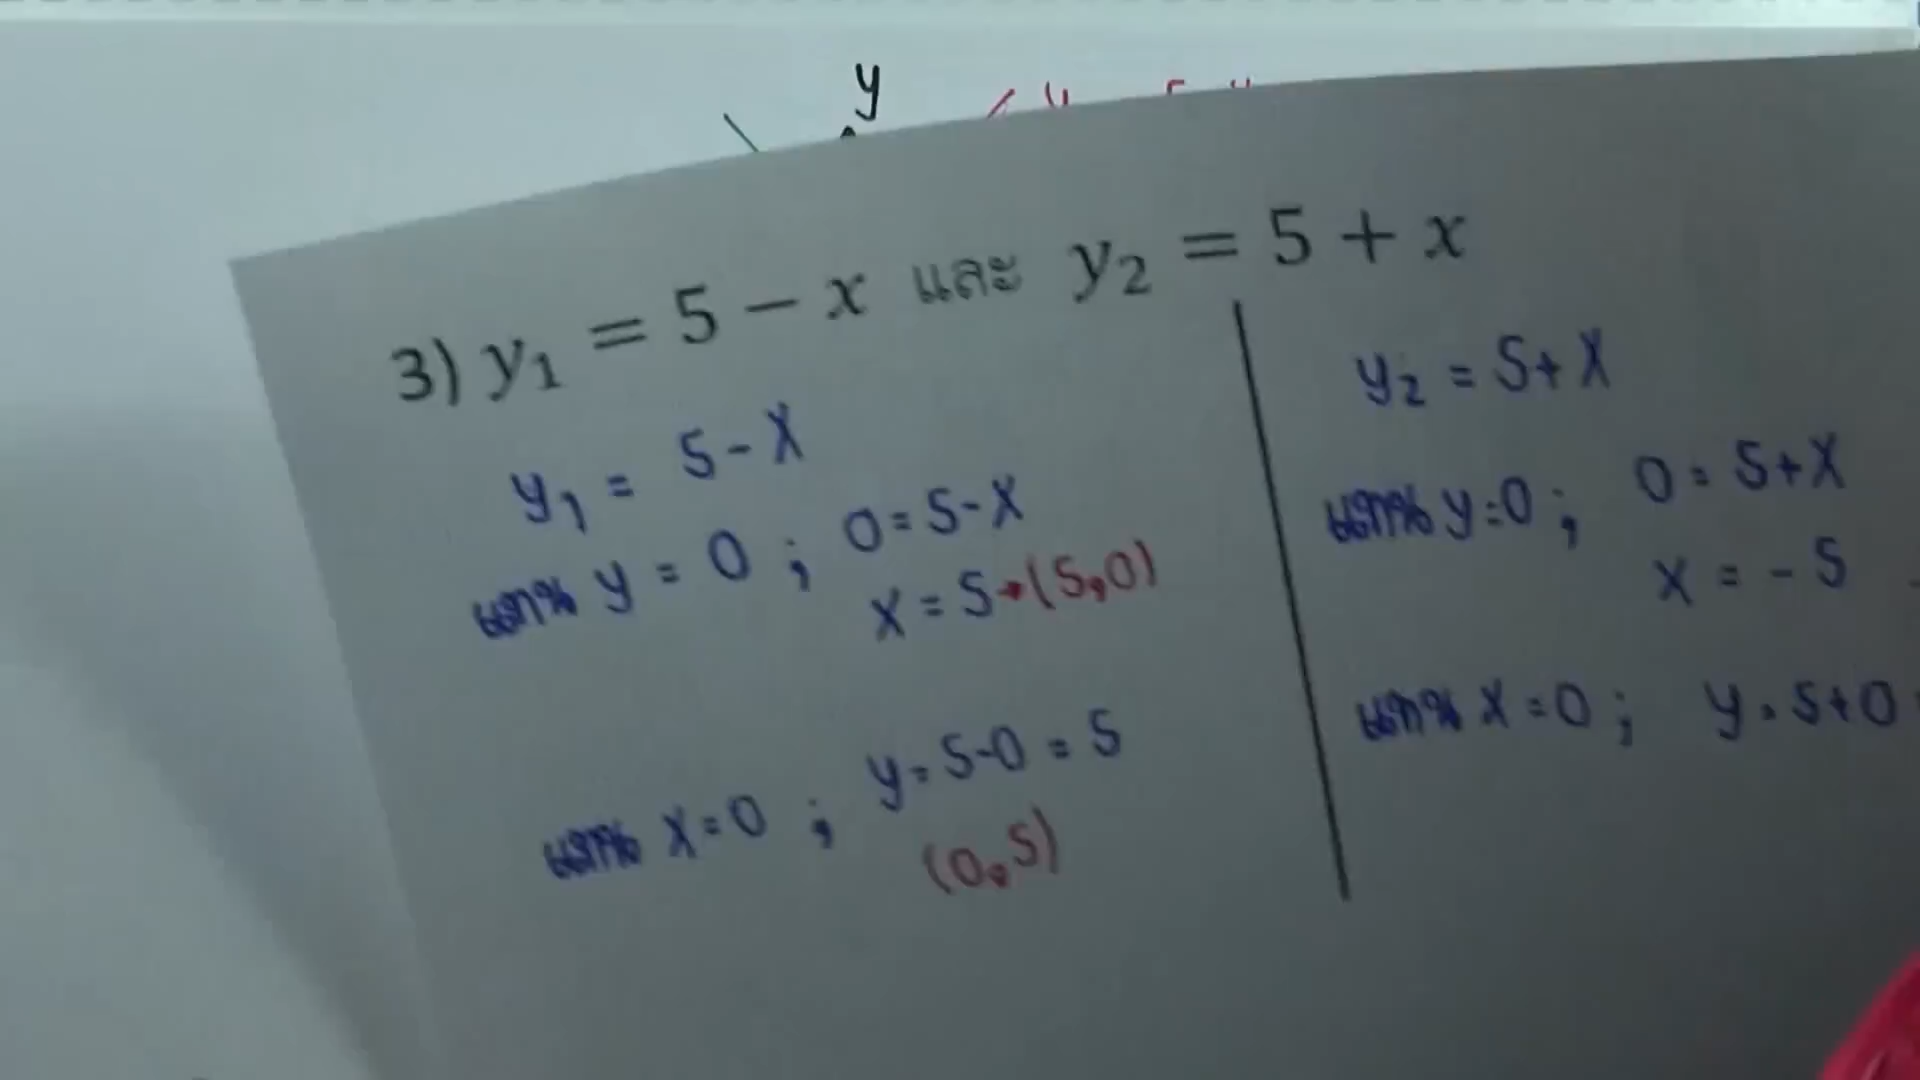 y
3) y₁ = 5 − x และ y₂ = 5 + x
y₁ = 5 - x
แทน y = 0 ; 0 = 5 - x
x = 5 → (5,0)
แทน x = 0 ; y = 5-0 = 5
(0,5)
y₂ = 5 + x
แทน y = 0 ; 0 = 5 + x
x = - 5
แทน x = 0 ; y = 5+0